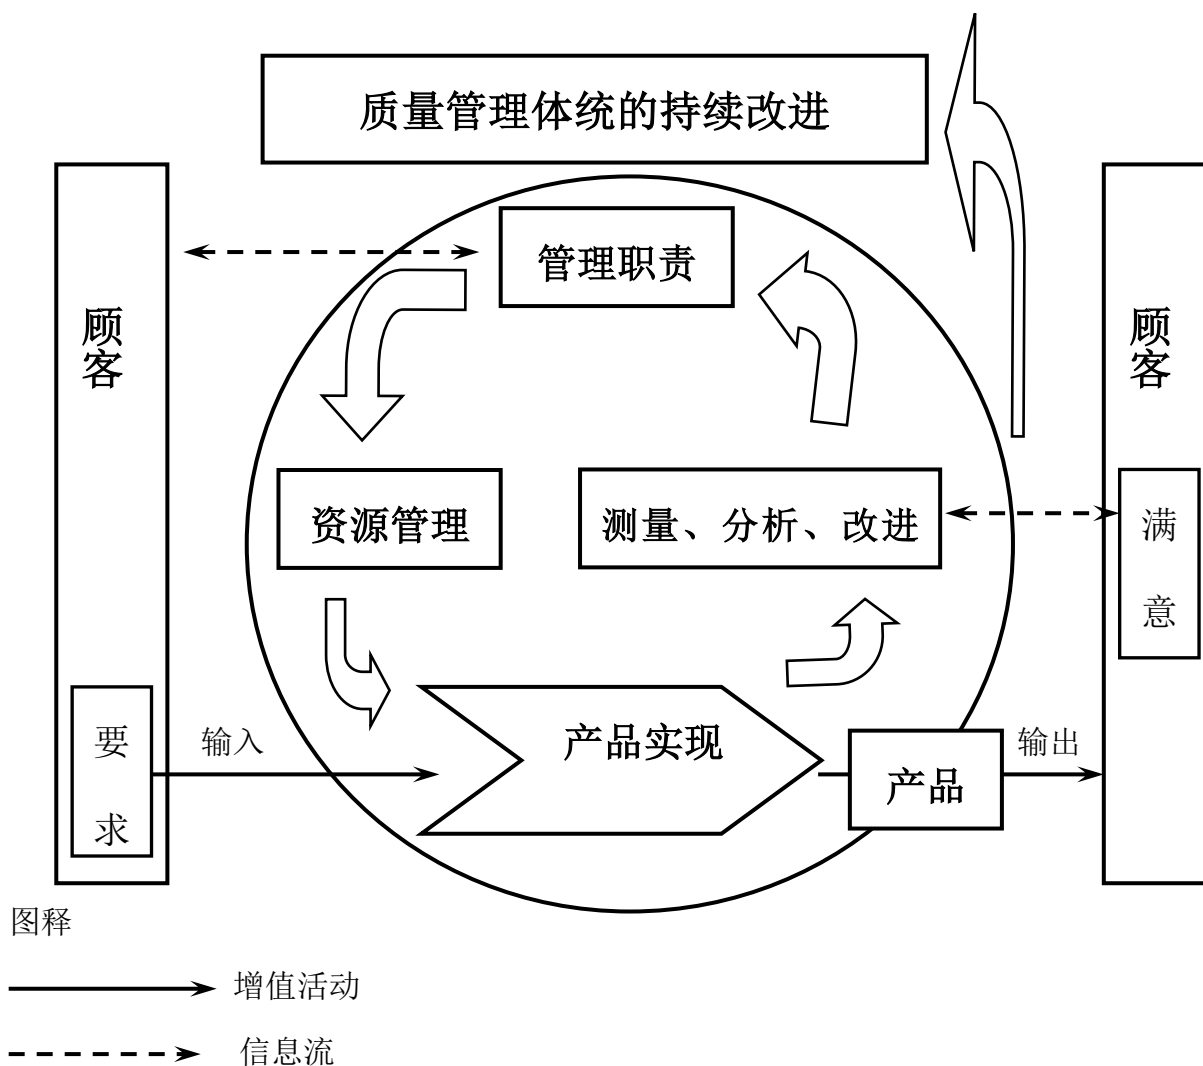 质量管理体统的持续改进
管理职责
顾
客
顾
客
资源管理
测量、分析、改进
满
意
要
求
输入
产品实现
产品
输出
图释
增值活动
信息流